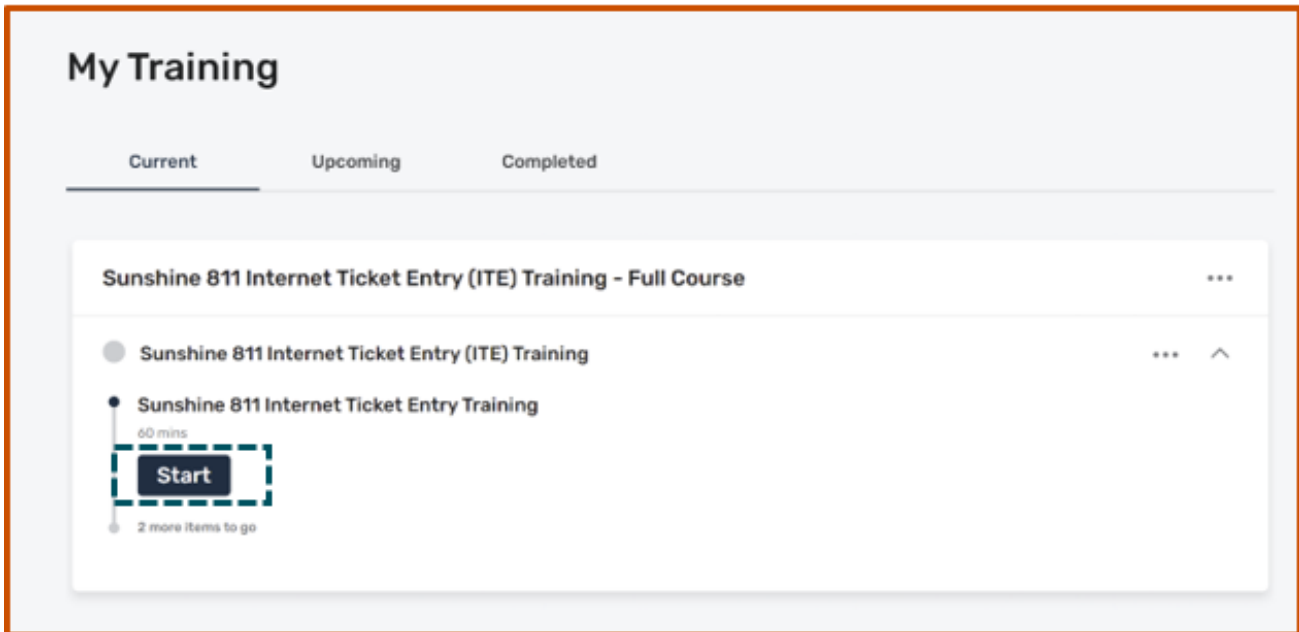 My Training
Current Upcoming Completed
Sunshine 811 Internet Ticket Entry (ITE) Training - Full Course
Sunshine 811 Internet Ticket Entry (ITE) Training
Sunshine 811 Internet Ticket Entry Training
60 mins
Start
2 more items to go